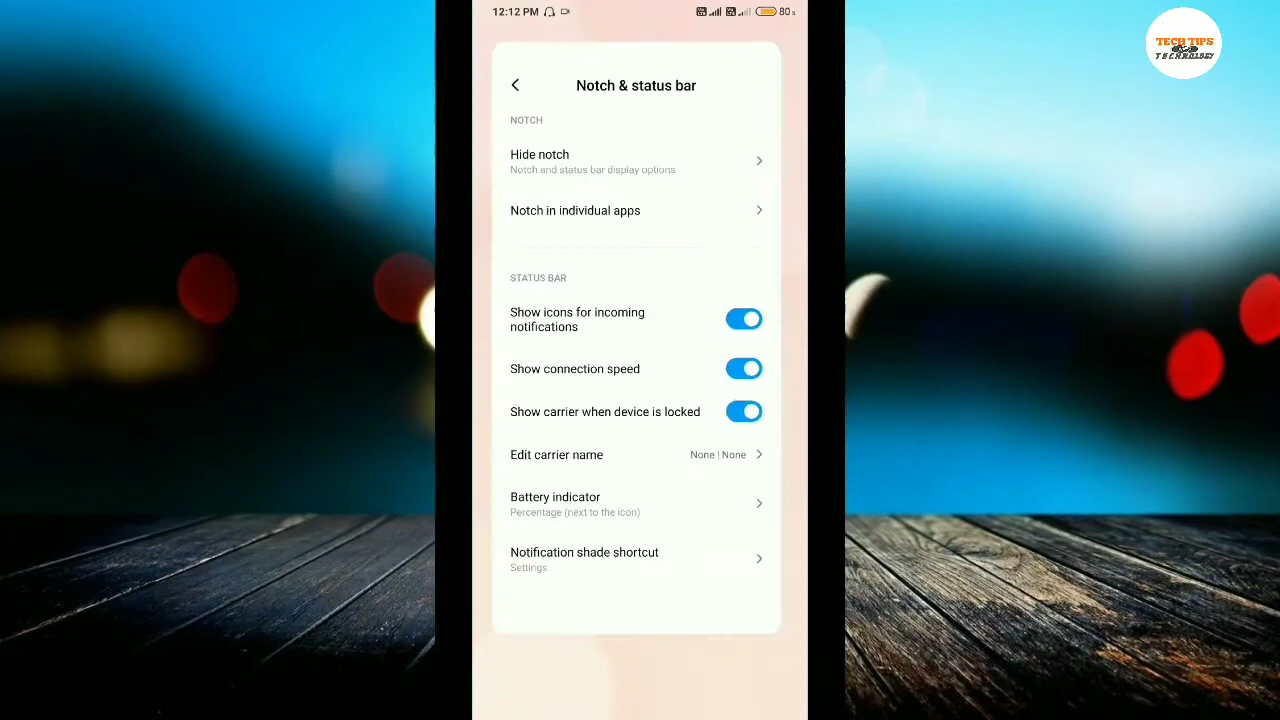 12:12 PM 80%
TECH TIPS
TECHNOLOGY
Notch & status bar
NOTCH
Hide notch
Notch and status bar display options
Notch in individual apps
STATUS BAR
Show icons for incoming
notifications
Show connection speed
Show carrier when device is locked
Edit carrier name None | None
Battery indicator
Percentage (next to the icon)
Notification shade shortcut
Settings